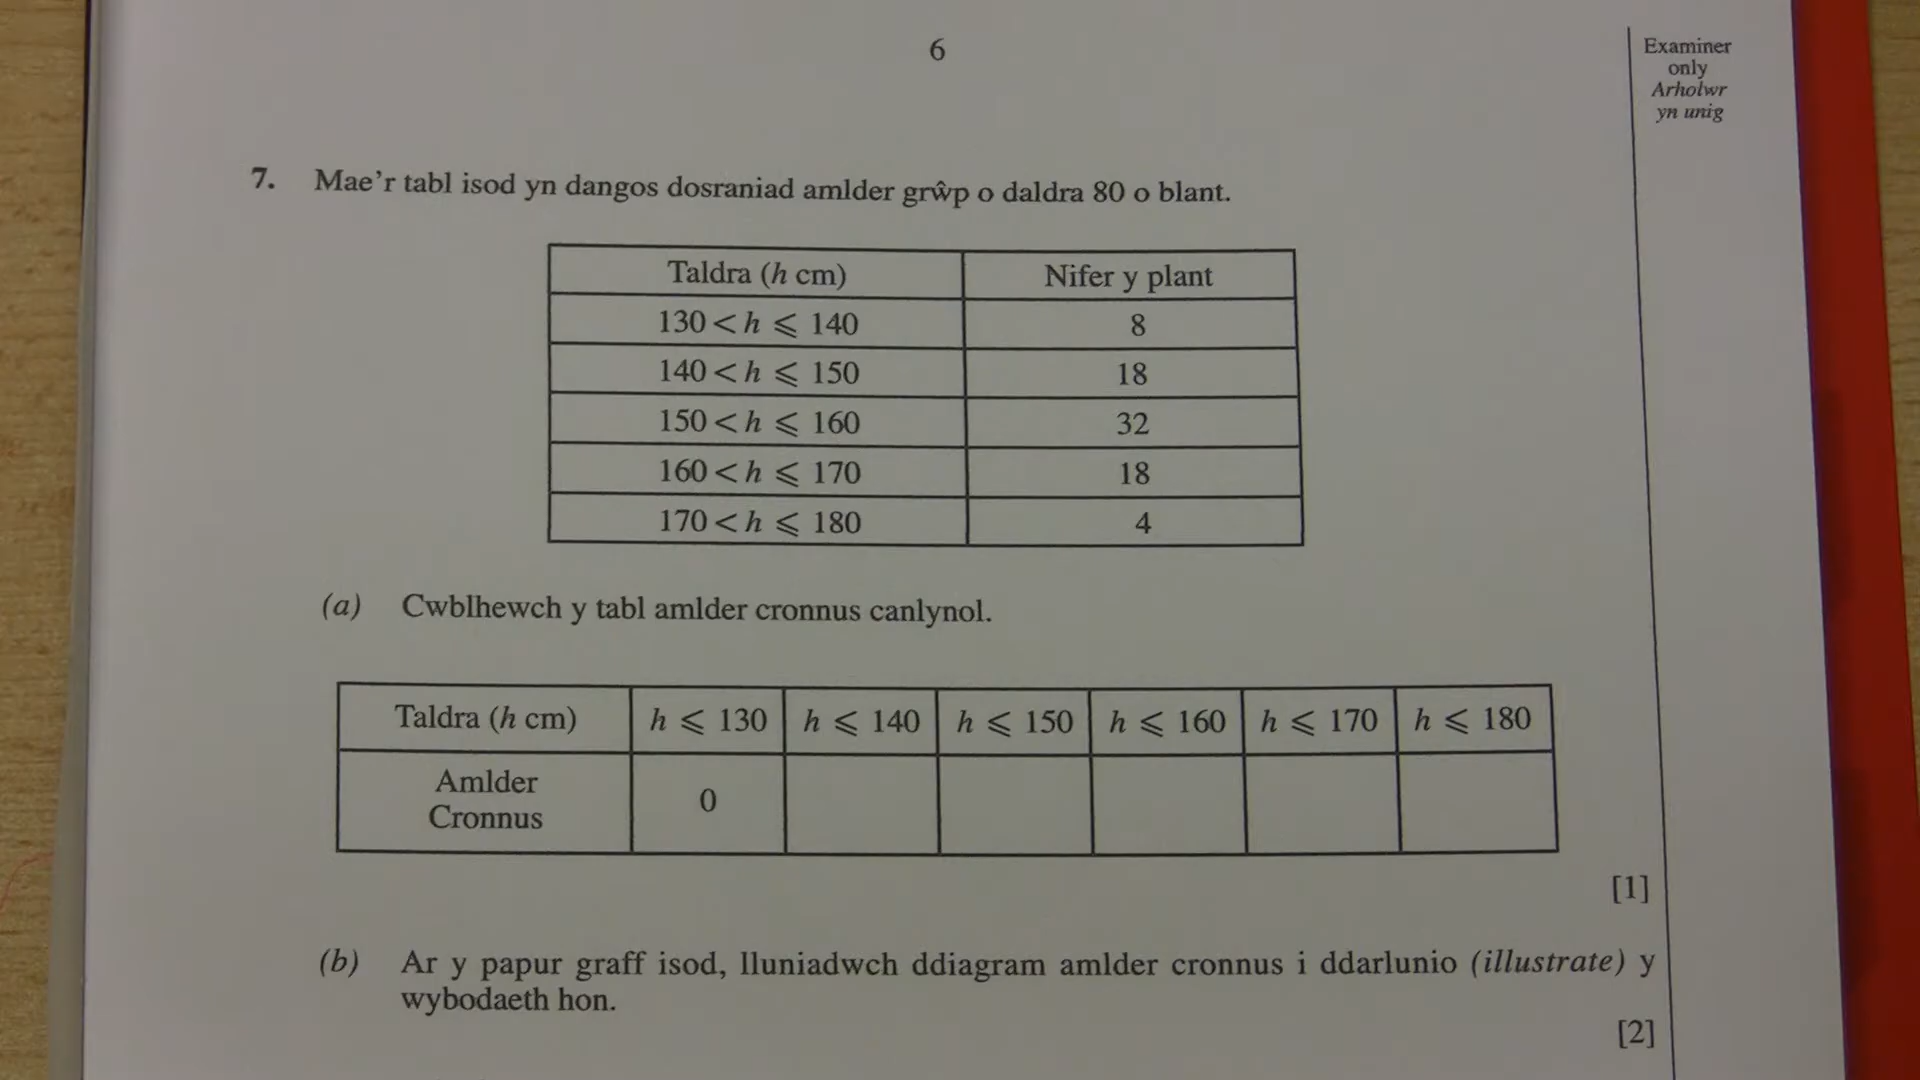 6
Examiner
only
Arholwr
yn unig
7. Mae'r tabl isod yn dangos dosraniad amlder grŵp o daldra 80 o blant.
Taldra (h cm) Nifer y plant
130 < h ⩽ 140 8
140 < h ⩽ 150 18
150 < h ⩽ 160 32
160 < h ⩽ 170 18
170 < h ⩽ 180 4
(a) Cwblhewch y tabl amlder cronnus canlynol.
Taldra (h cm) h ⩽ 130 h ⩽ 140 h ⩽ 150 h ⩽ 160 h ⩽ 170 h ⩽ 180
Amlder
Cronnus 0
[1]
(b) Ar y papur graff isod, lluniadwch ddiagram amlder cronnus i ddarlunio (illustrate) y
wybodaeth hon.
[2]